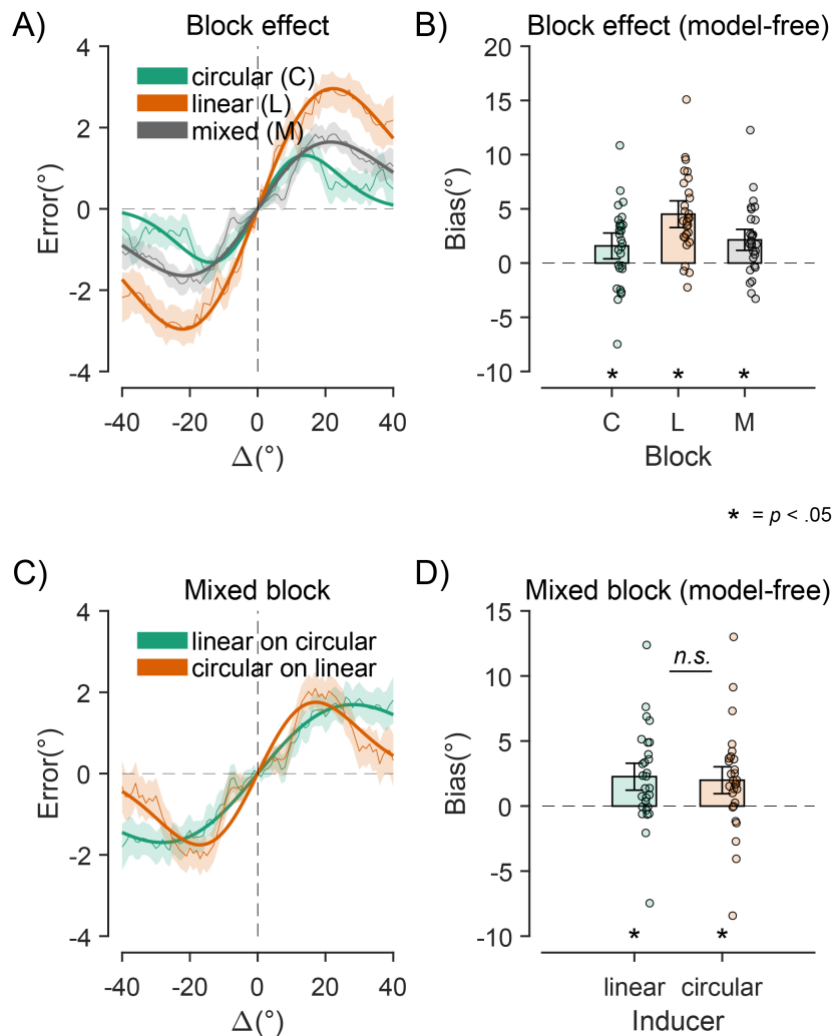 A)
Block effect
circular (C)
linear (L)
mixed (M)
4
2
0
-2
-4
Error(°)
-40 -20 0 20 40
Δ(°)
B)
Block effect (model-free)
20
15
10
5
0
-5
-10
Bias(°)
* * *
C L M
Block
* = p < .05
C)
Mixed block
linear on circular
circular on linear
4
2
0
-2
-4
Error(°)
-40 -20 0 20 40
Δ(°)
D)
Mixed block (model-free)
15
10
5
0
-5
-10
Bias(°)
n.s.
* *
linear circular
Inducer